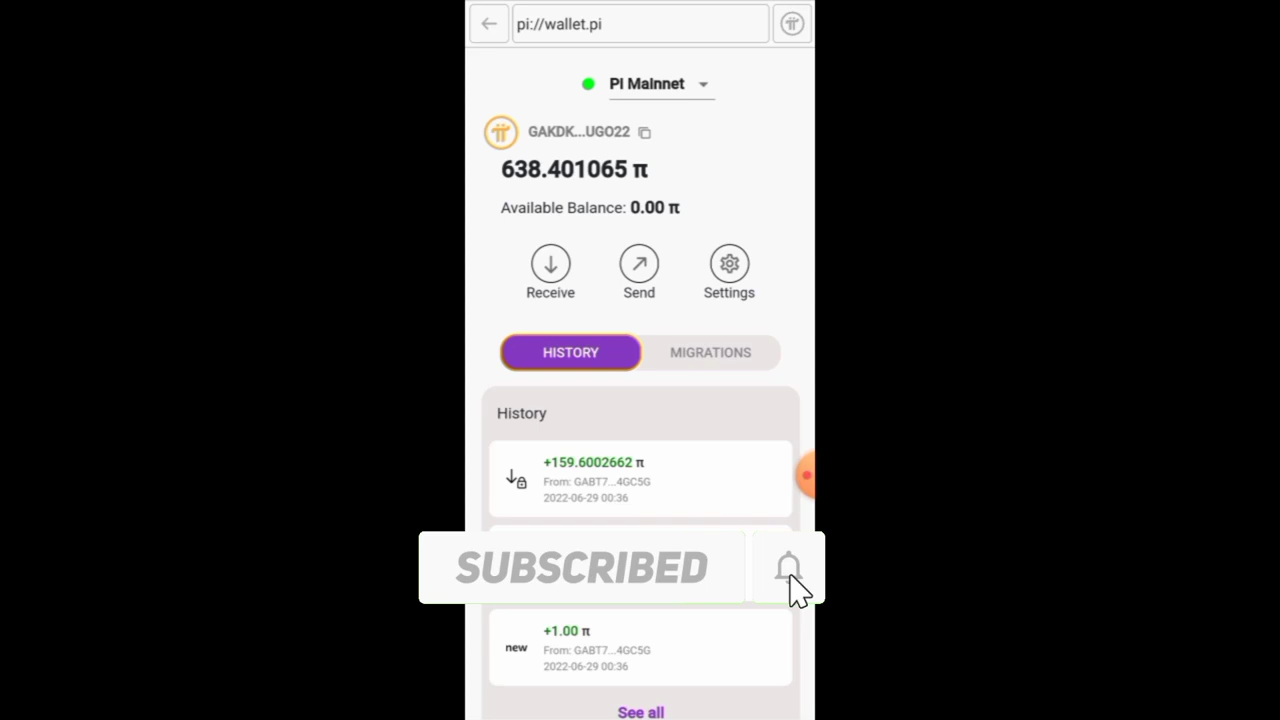 pi://wallet.pi
Pi Mainnet
GAKDK...UGO22
638.401065 π
Available Balance: 0.00 π
Receive
Send
Settings
HISTORY
MIGRATIONS
History
+159.6002662 π
From: GABT7...4GC5G
2022-06-29 00:36
SUBSCRIBED
+1.00 π
new
From: GABT7...4GC5G
2022-06-29 00:36
See all